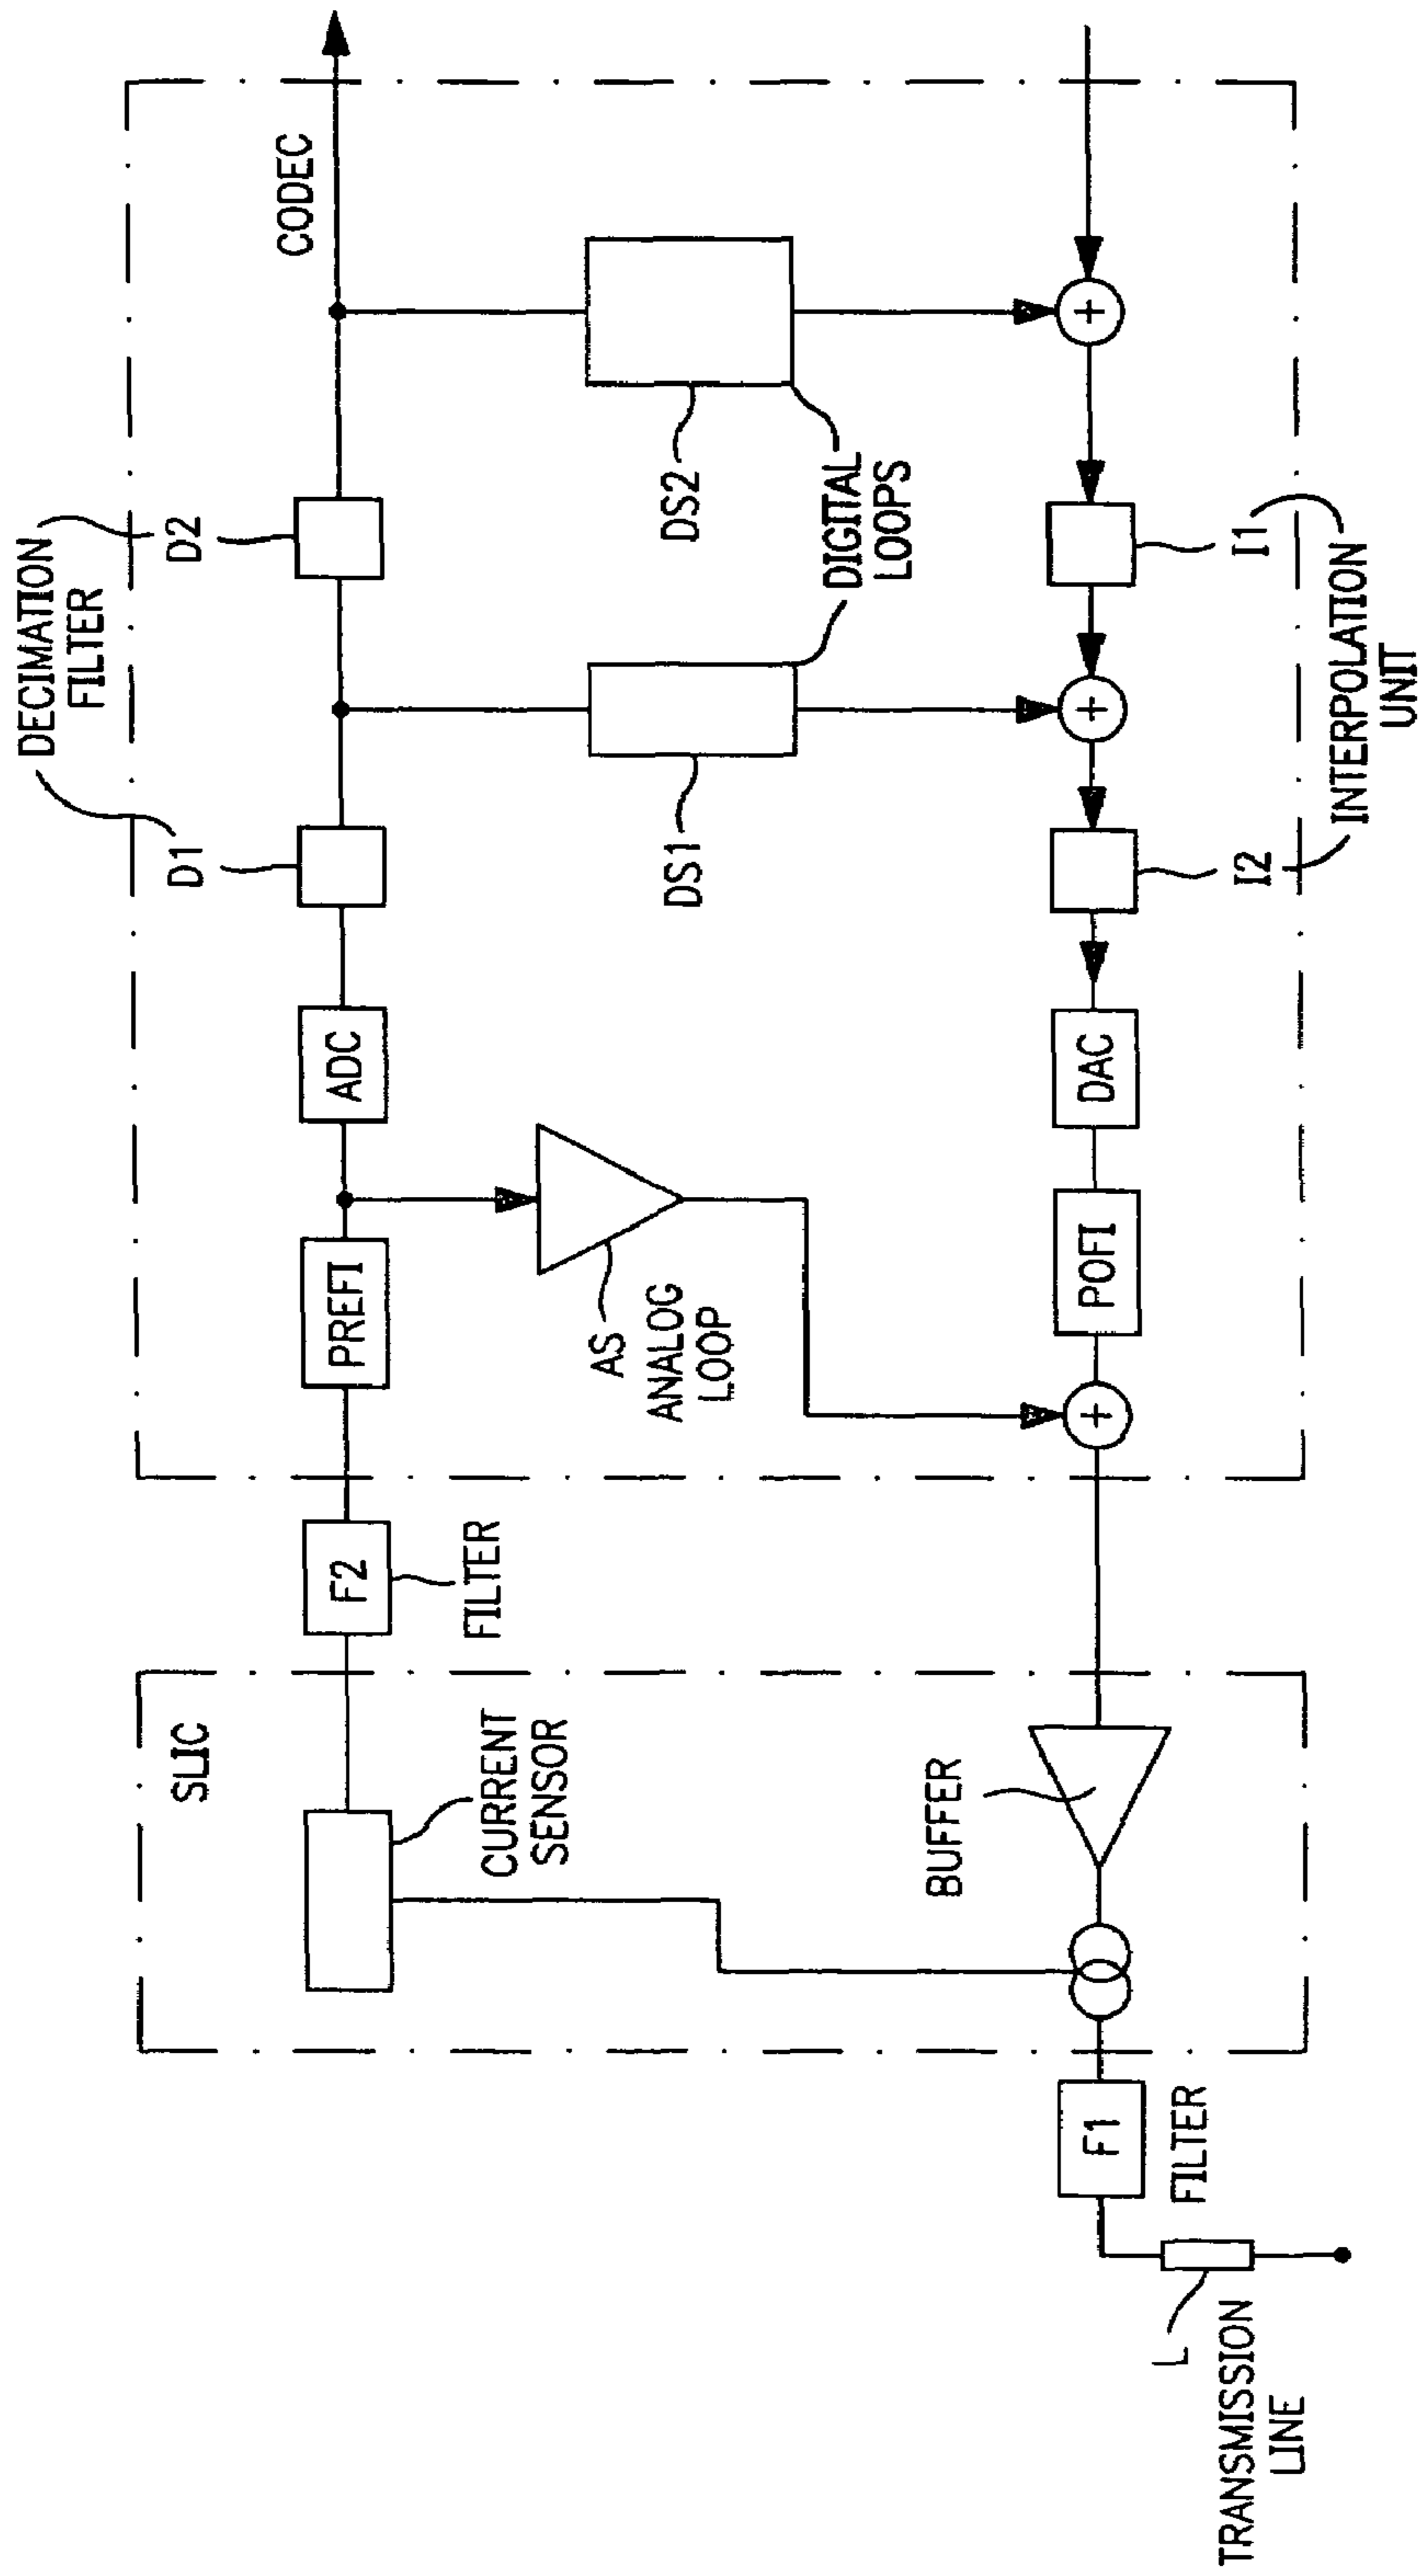 DECIMATION
FILTER
D1
D2
CODEC
SLIC
CURRENT
SENSOR
F2
FILTER
PREFI
ADC
AS
ANALOG
LOOP
DS1
DS2
DIGITAL
LOOPS
BUFFER
+
POFI
DAC
+
+
I2
I1
INTERPOLATION
UNIT
F1
FILTER
L
TRANSMISSION
LINE